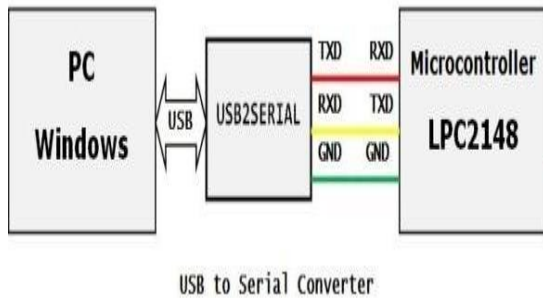 PC
Windows
USB
USB2SERIAL
TXD RXD
RXD TXD
GND GND
Microcontroller
LPC2148
USB to Serial Converter